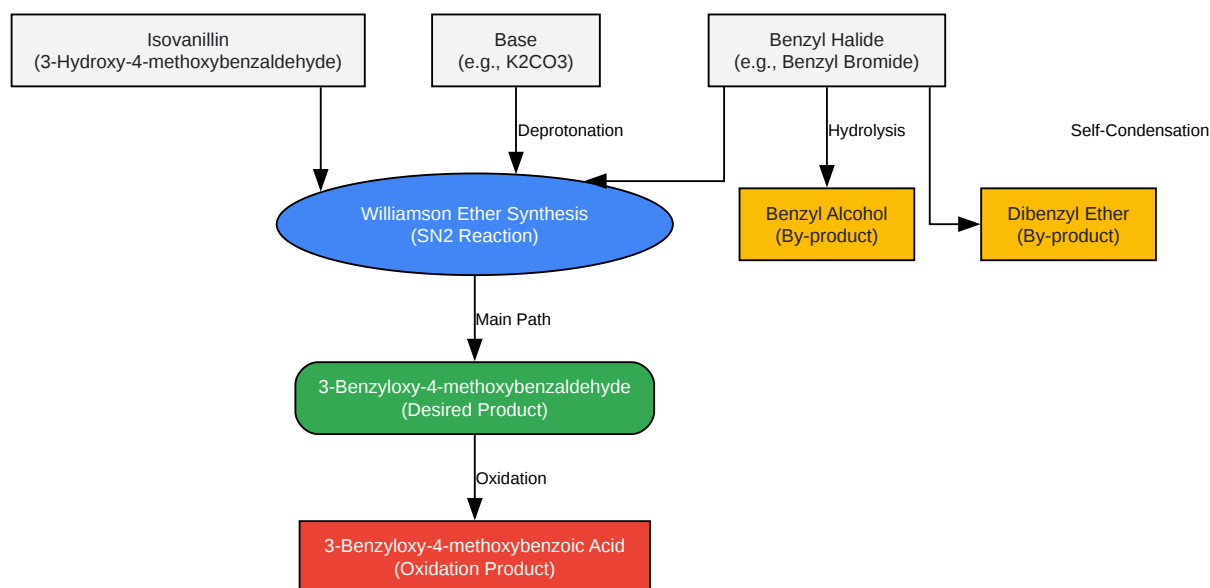 Isovanillin
(3-Hydroxy-4-methoxybenzaldehyde)
Base
(e.g., K2CO3)
Benzyl Halide
(e.g., Benzyl Bromide)
Deprotonation
Hydrolysis
Self-Condensation
Williamson Ether Synthesis
(SN2 Reaction)
Benzyl Alcohol
(By-product)
Dibenzyl Ether
(By-product)
Main Path
3-Benzyloxy-4-methoxybenzaldehyde
(Desired Product)
Oxidation
3-Benzyloxy-4-methoxybenzoic Acid
(Oxidation Product)